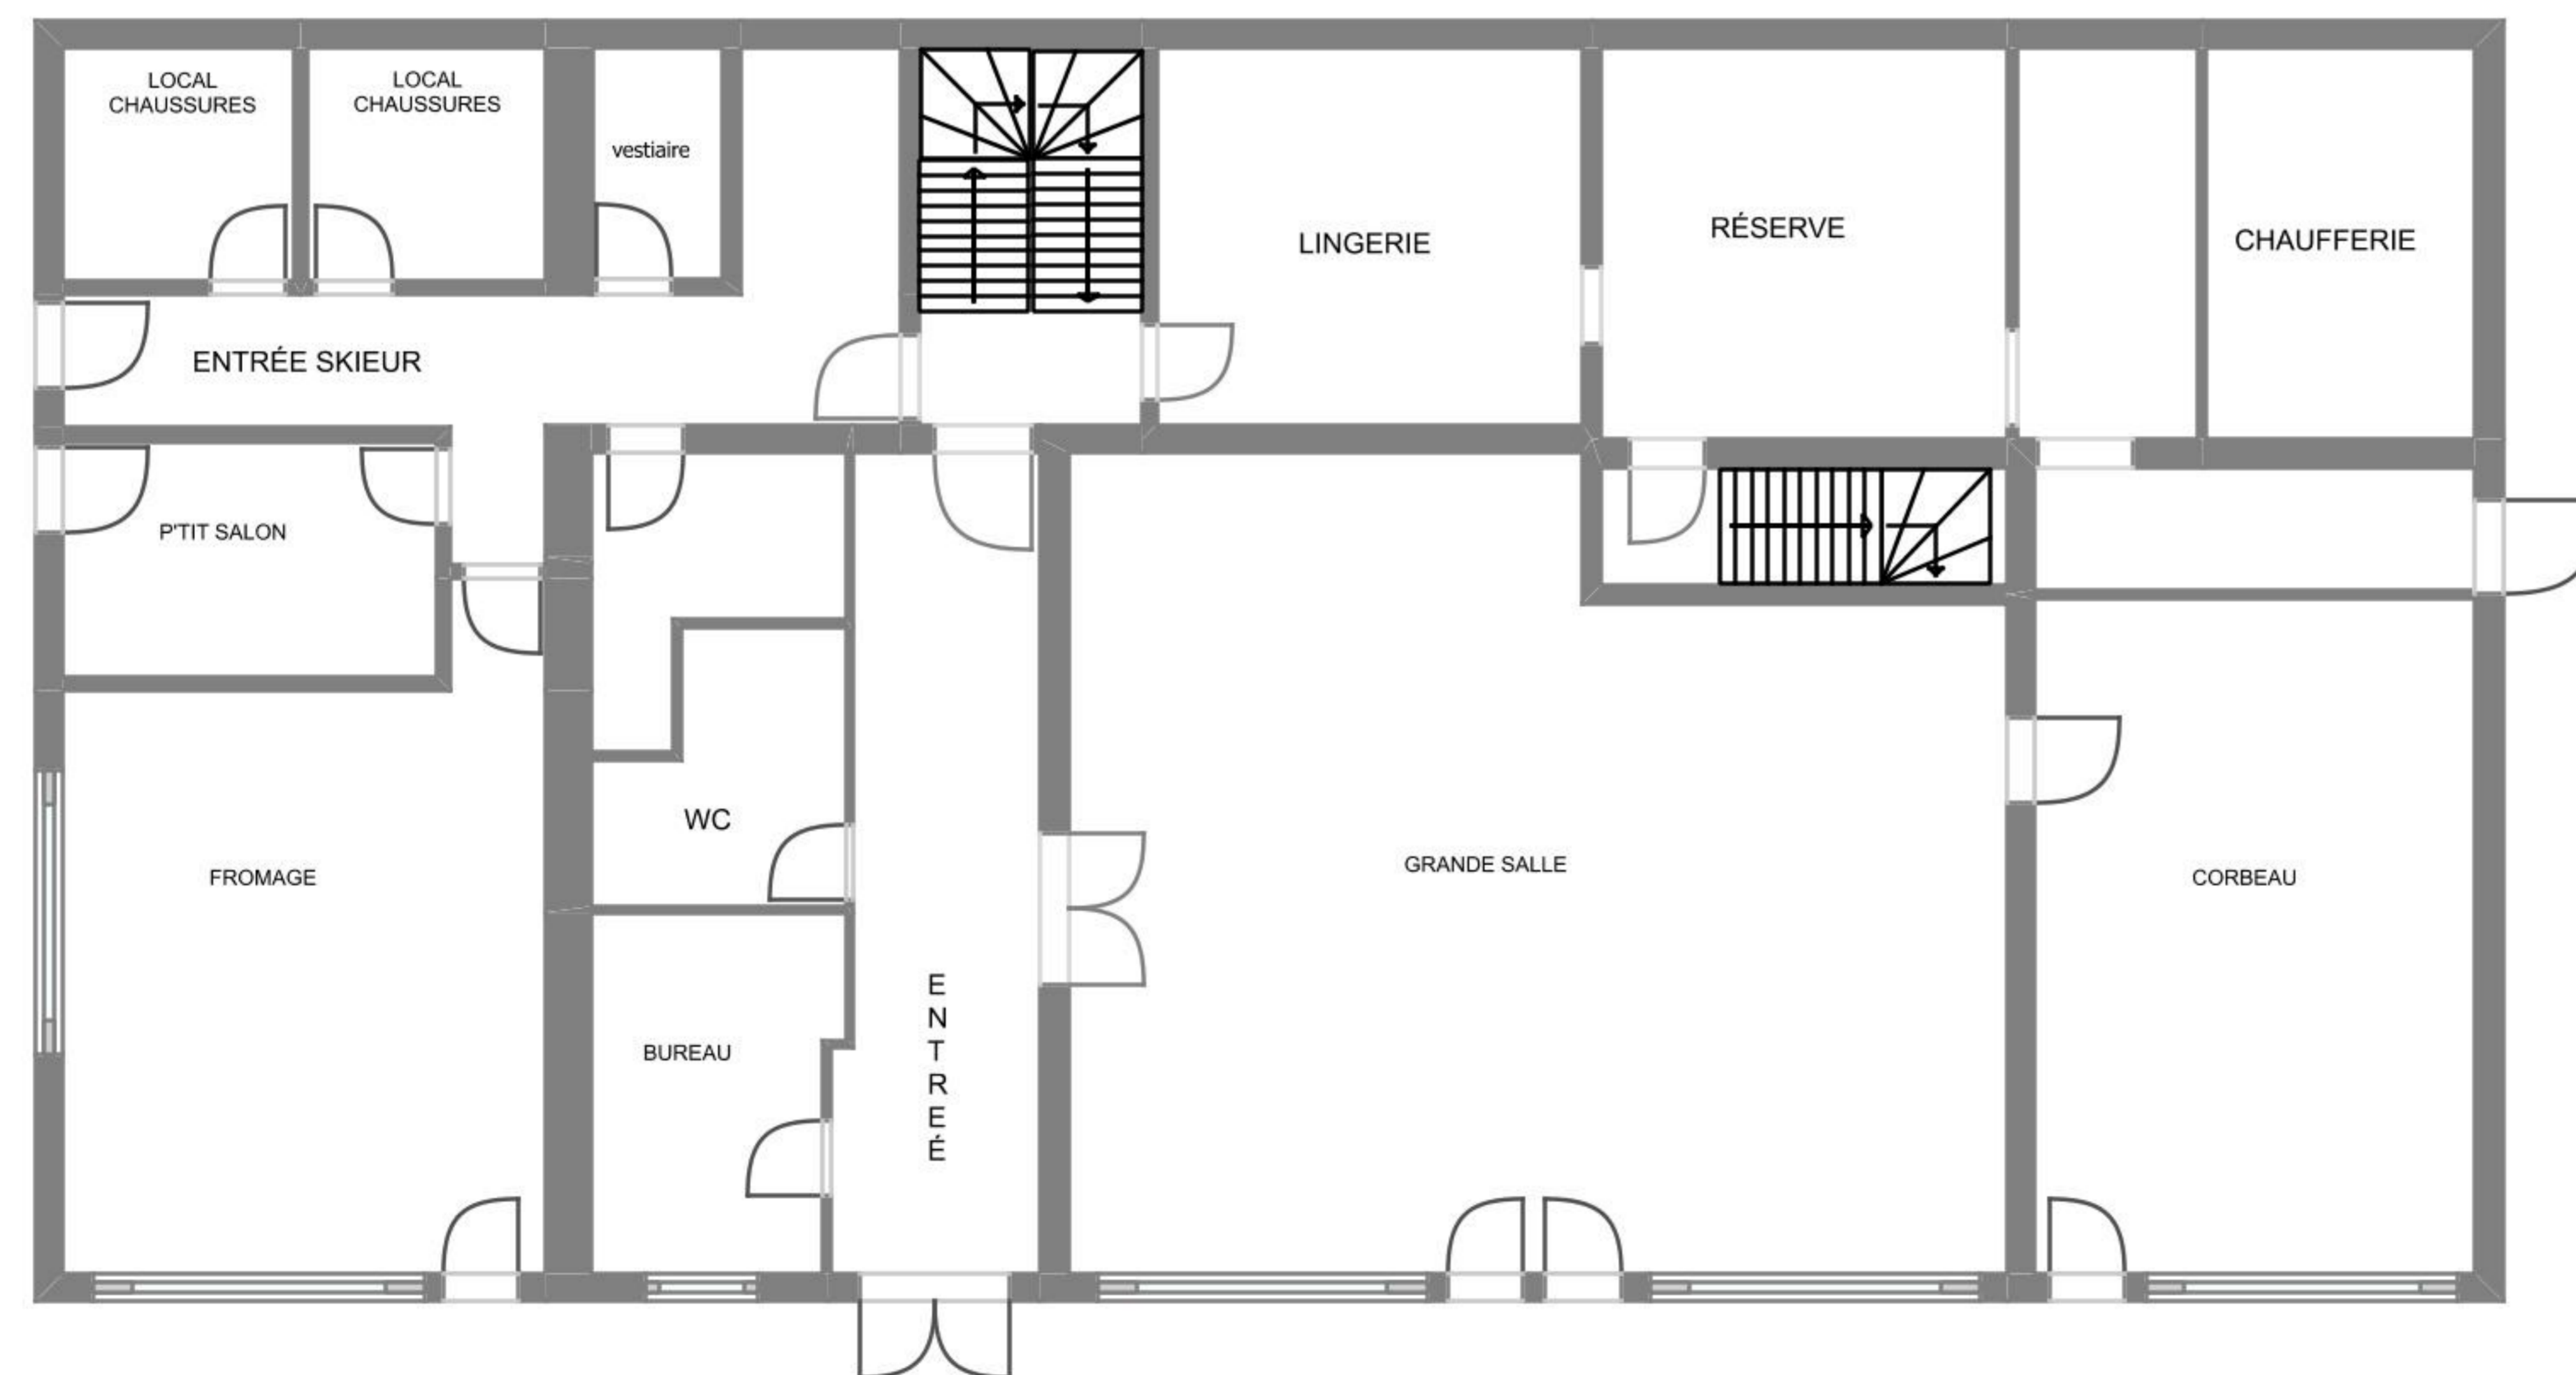 LOCAL
CHAUSSURES
LOCAL
CHAUSSURES
vestiaire
LINGERIE
RÉSERVE
CHAUFFERIE
ENTRÉE SKIEUR
P'TIT SALON
WC
FROMAGE
GRANDE SALLE
CORBEAU
BUREAU
E
N
T
R
E
É